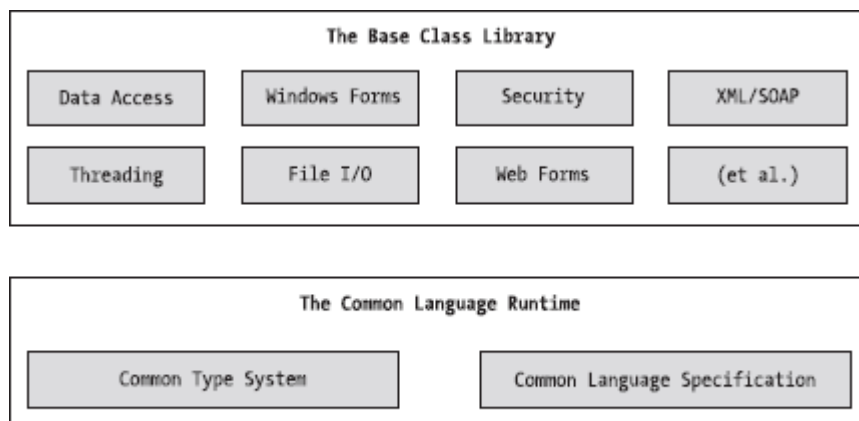 The Base Class Library
Data Access
Windows Forms
Security
XML/SOAP
Threading
File I/O
Web Forms
(et al.)
The Common Language Runtime
Common Type System
Common Language Specification